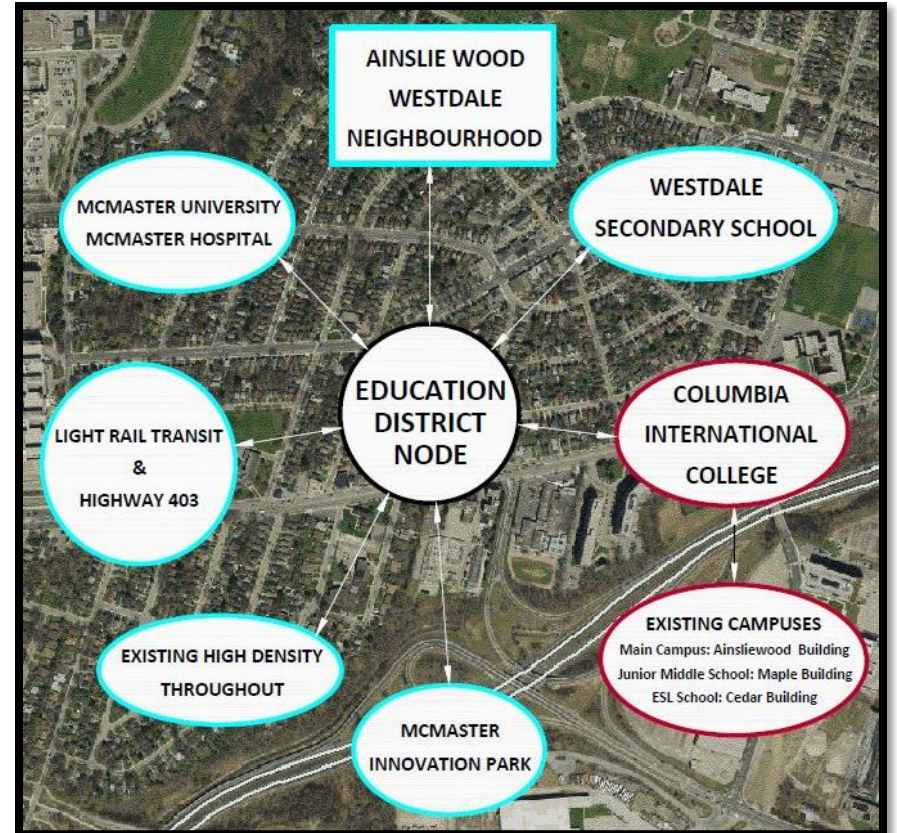 AINSLIE WOOD
WESTDALE
NEIGHBOURHOOD
MCMASTER UNIVERSITY
MCMASTER HOSPITAL
WESTDALE
SECONDARY SCHOOL
EDUCATION
DISTRICT
NODE
LIGHT RAIL TRANSIT
&
HIGHWAY 403
COLUMBIA
INTERNATIONAL
COLLEGE
EXISTING HIGH DENSITY
THROUGHOUT
MCMASTER
INNOVATION PARK
EXISTING CAMPUSES
Main Campus: Ainsliewood Building
Junior Middle School: Maple Building
ESL School: Cedar Building